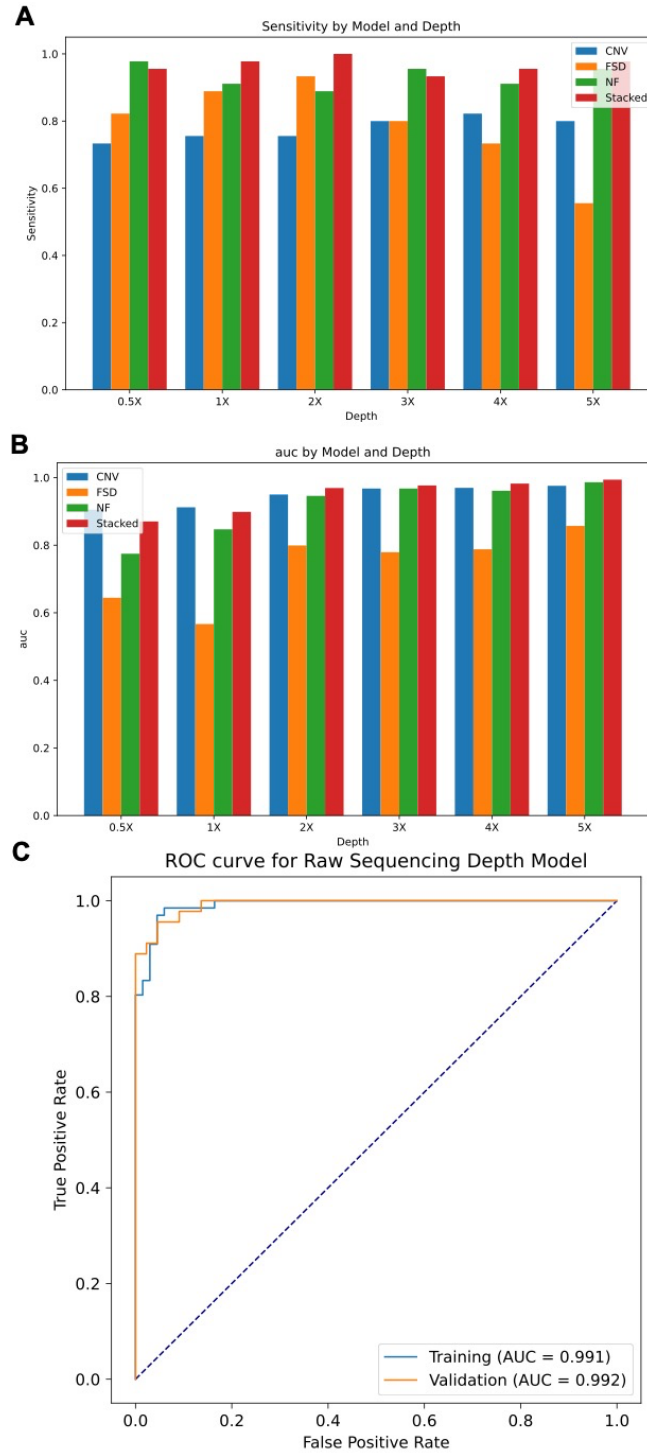 A
Sensitivity by Model and Depth
1.0
0.8
0.6
0.4
0.2
0.0
Sensitivity
CNV
FSD
NF
Stacked
0.5X 1X 2X 3X 4X 5X
Depth
B
auc by Model and Depth
1.0
0.8
0.6
0.4
0.2
0.0
auc
CNV
FSD
NF
Stacked
0.5X 1X 2X 3X 4X 5X
Depth
C
ROC curve for Raw Sequencing Depth Model
1.0
0.8
0.6
0.4
0.2
0.0
True Positive Rate
Training (AUC = 0.991)
Validation (AUC = 0.992)
0.0 0.2 0.4 0.6 0.8 1.0
False Positive Rate